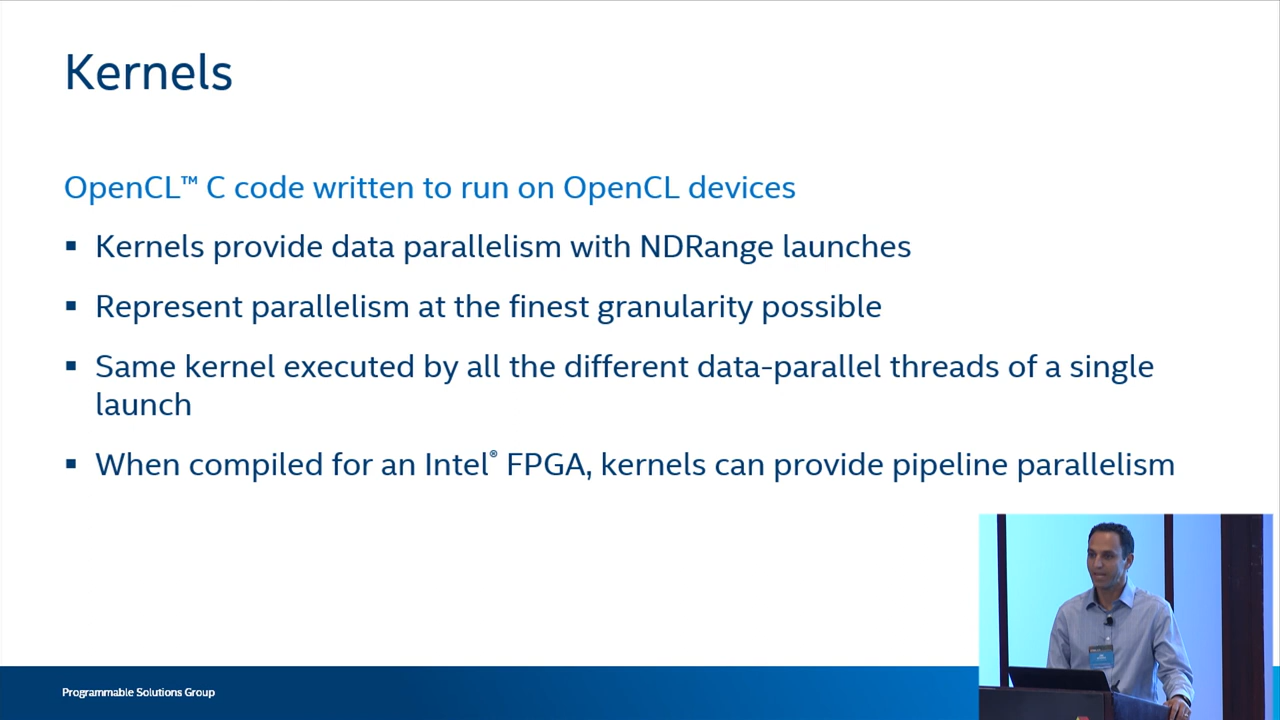 Kernels
OpenCL™ C code written to run on OpenCL devices
▪ Kernels provide data parallelism with NDRange launches
▪ Represent parallelism at the finest granularity possible
▪ Same kernel executed by all the different data-parallel threads of a single
launch
▪ When compiled for an Intel® FPGA, kernels can provide pipeline parallelism
Programmable Solutions Group